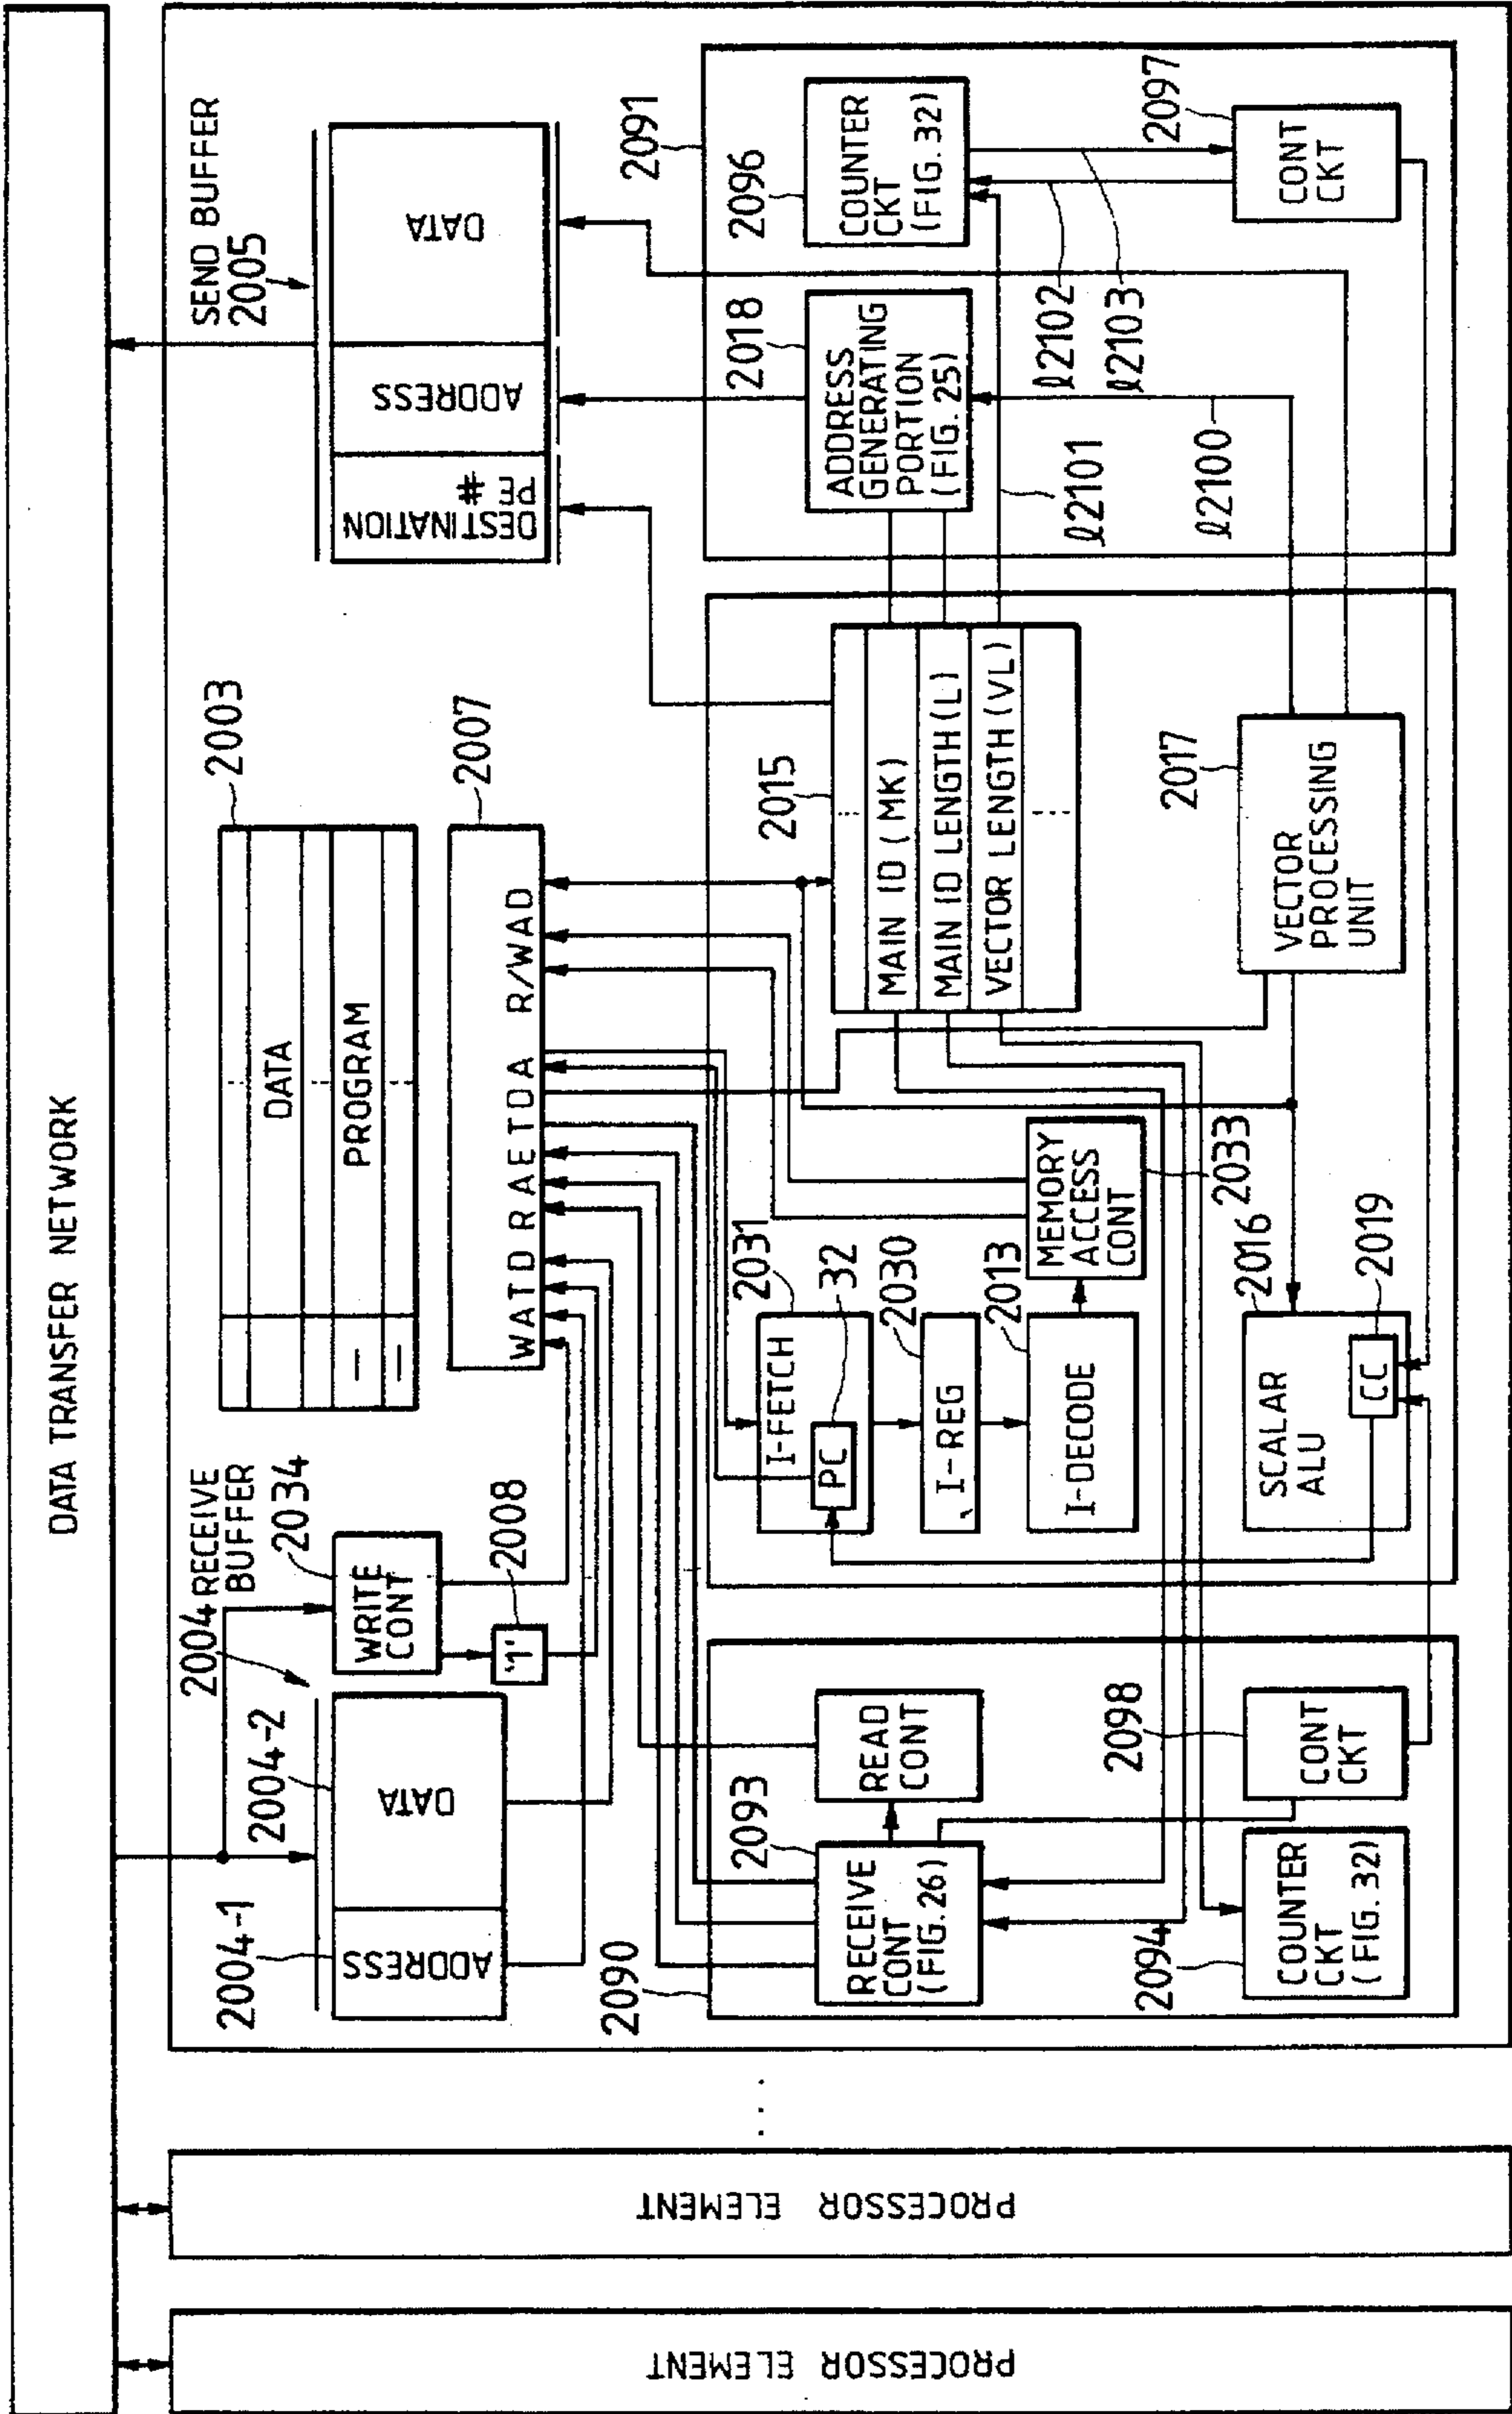 DATA TRANSFER NETWORK
PROCESSOR ELEMENT
PROCESSOR ELEMENT
. . .
2004 RECEIVE
BUFFER
2004-1
2004-2
ADDRESS
DATA
2034
WRITE
CONT
2008
'1'
2003
DATA
PROGRAM
2007
WA T D RA E T D A R/W A D
SEND BUFFER
2005
DESTINATION
PE #
ADDRESS
DATA
2090
2093
RECEIVE
CONT
(FIG. 26)
READ
CONT
2094
COUNTER
CKT
(FIG. 32)
2098
CONT
CKT
2031
I-FETCH
PC
32
2030
I-REG
2013
I-DECODE
MEMORY
ACCESS
CONT
2033
2016
SCALAR
ALU
CC
2019
2015
MAIN ID (MK)
MAIN ID LENGTH (L)
VECTOR LENGTH (VL)
2017
VECTOR
PROCESSING
UNIT
2091
2018
ADDRESS
GENERATING
PORTION
(FIG. 25)
2096
COUNTER
CKT
(FIG. 32)
ℓ2101
ℓ2100
ℓ2102
ℓ2103
2097
CONT
CKT